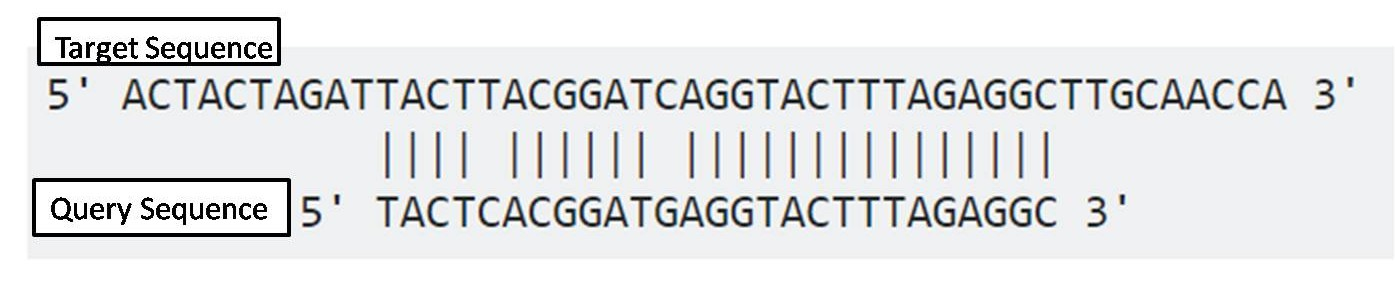 Target Sequence
5' ACTACTAGATTACTTACGGATCAGGTACTTTAGAGGCTTGCAACCA 3'
|||| |||||| |||||||||||||||
Query Sequence 5' TACTCACGGATGAGGTACTTTAGAGGC 3'